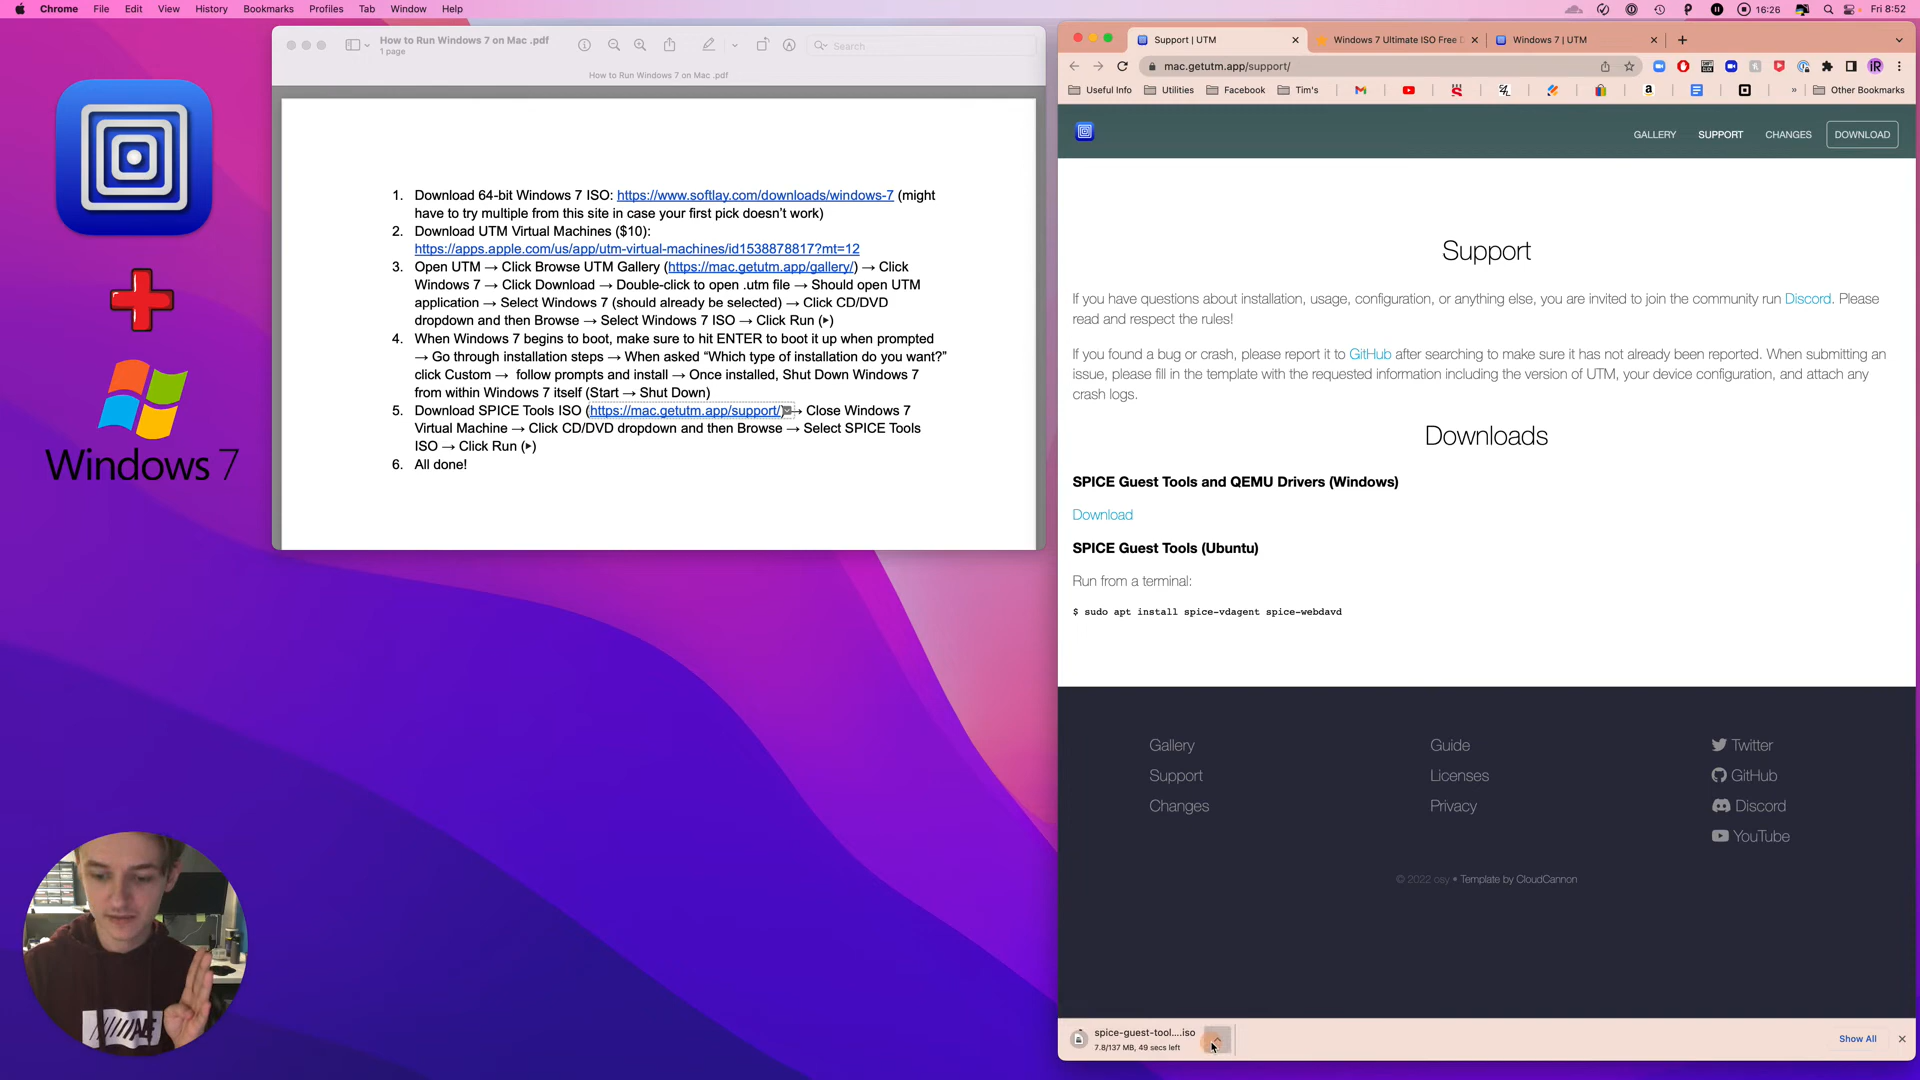 Chrome File Edit View History Bookmarks Profiles Tab Window Help 16:26 Fri 8:52
How to Run Windows 7 on Mac .pdf
1 page
Search
How to Run Windows 7 on Mac .pdf
1. Download 64-bit Windows 7 ISO: https://www.softlay.com/downloads/windows-7 (might
have to try multiple from this site in case your first pick doesn't work)
2. Download UTM Virtual Machines ($10):
https://apps.apple.com/us/app/utm-virtual-machines/id1538878817?mt=12
3. Open UTM → Click Browse UTM Gallery (https://mac.getutm.app/gallery/) → Click
Windows 7 → Click Download → Double-click to open .utm file → Should open UTM
application → Select Windows 7 (should already be selected) → Click CD/DVD
dropdown and then Browse → Select Windows 7 ISO → Click Run (▶)
4. When Windows 7 begins to boot, make sure to hit ENTER to boot it up when prompted
→ Go through installation steps → When asked “Which type of installation do you want?”
click Custom → follow prompts and install → Once installed, Shut Down Windows 7
from within Windows 7 itself (Start → Shut Down)
5. Download SPICE Tools ISO (https://mac.getutm.app/support/) → Close Windows 7
Virtual Machine → Click CD/DVD dropdown and then Browse → Select SPICE Tools
ISO → Click Run (▶)
6. All done!
Windows 7
Support | UTM
Windows 7 Ultimate ISO Free D
Windows 7 | UTM
mac.getutm.app/support/
Useful Info Utilities Facebook Tim's » Other Bookmarks
GALLERY SUPPORT CHANGES DOWNLOAD
Support
If you have questions about installation, usage, configuration, or anything else, you are invited to join the community run Discord. Please
read and respect the rules!
If you found a bug or crash, please report it to GitHub after searching to make sure it has not already been reported. When submitting an
issue, please fill in the template with the requested information including the version of UTM, your device configuration, and attach any
crash logs.
Downloads
SPICE Guest Tools and QEMU Drivers (Windows)
Download
SPICE Guest Tools (Ubuntu)
Run from a terminal:
$ sudo apt install spice-vdagent spice-webdavd
Gallery Guide Twitter
Support Licenses GitHub
Changes Privacy Discord
YouTube
© 2022 osy • Template by CloudCannon
spice-guest-tool....iso
7.8/137 MB, 49 secs left
Show All